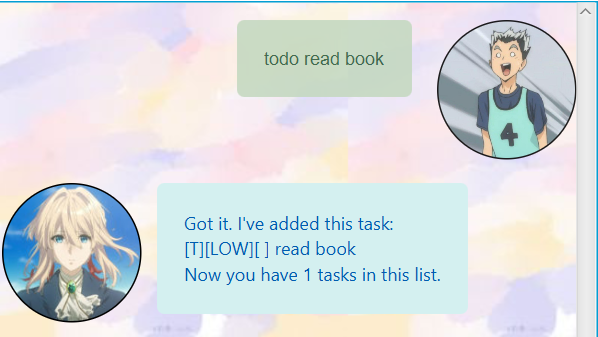 todo read book
4
Got it. I've added this task:
[T][LOW][ ] read book
Now you have 1 tasks in this list.